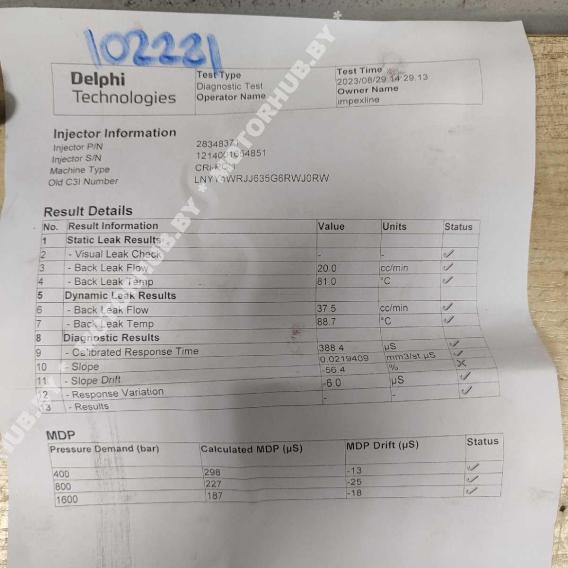 102231
Delphi
Technologies
Test Type
Diagnostic Test
Operator Name
Test Time
2023/08/29 14:29:13
Owner Name
impexline
Injector Information
Injector P/N
Injector S/N
Machine Type
Old C3I Number
Result Details
No. Result Information Value Units Status
1 Static Leak Results
2 - Visual Leak Check - - ✓
3 - Back Leak Flow 20.0 cc/min ✓
4 - Back Leak Temp 81.0 °C ✓
5 Dynamic Leak Results
6 - Back Leak Flow 37.5 cc/min ✓
7 - Back Leak Temp 88.7 °C ✓
8 Diagnostic Results
9 - Calibrated Response Time 388.4 µS ✓
10 - Slope 0.0219409 mm3/st µS ✓
11 - Slope Drift -56.4 % ✕
12 - Response Variation -6.0 µS ✓
13 - Results - - ✓
MDP
Pressure Demand (bar) Calculated MDP (µS) MDP Drift (µS) Status
400 298 -13 ✓
800 227 -25 ✓
1600 187 -18 ✓
MOTORHUB.BY * MOTORHUB.BY *